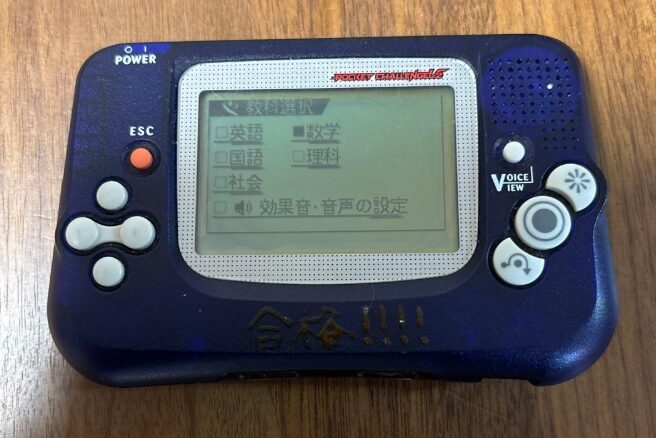 POWER
POCKET CHALLENGE
ESC
教科選択
□英語 ■数学
□国語 □理科
□社会
□ 効果音・音声の設定
VOICE
VIEW
合格!!!!